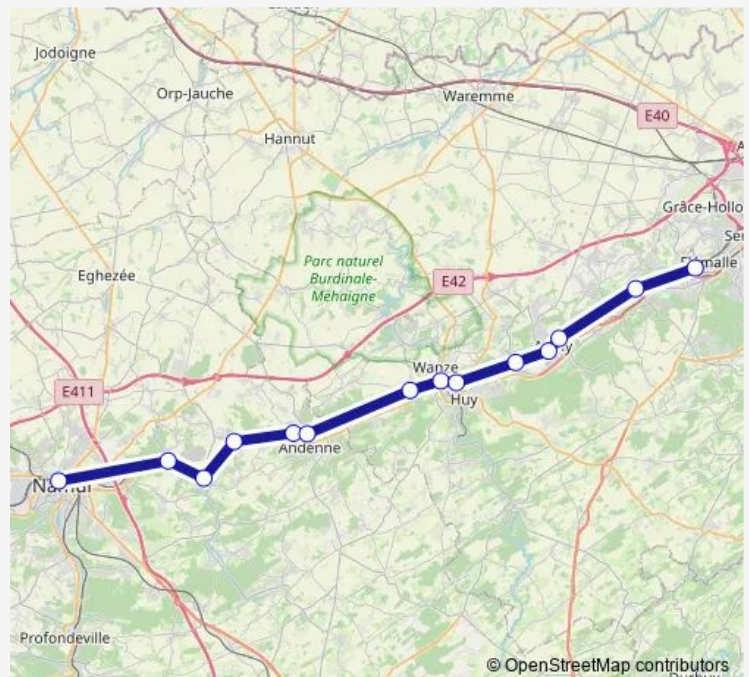 Jodoigne
Orp-Jauche
Waremme
E40
Hannut
Grâce-Hollo
Parc naturel
Burdinale-
Mehaigne
Eghezée
E42
Wanze
Huy
E411
Andenne
Profondeville
© OpenStreetMap contributors